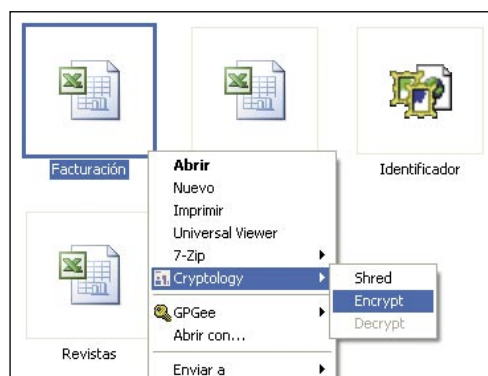 Facturación
Identificador
Abrir
Nuevo
Imprimir
Universal Viewer
7-Zip
Cryptology
Shred
Encrypt
Decrypt
GPGee
Abrir con...
Enviar a
Revistas